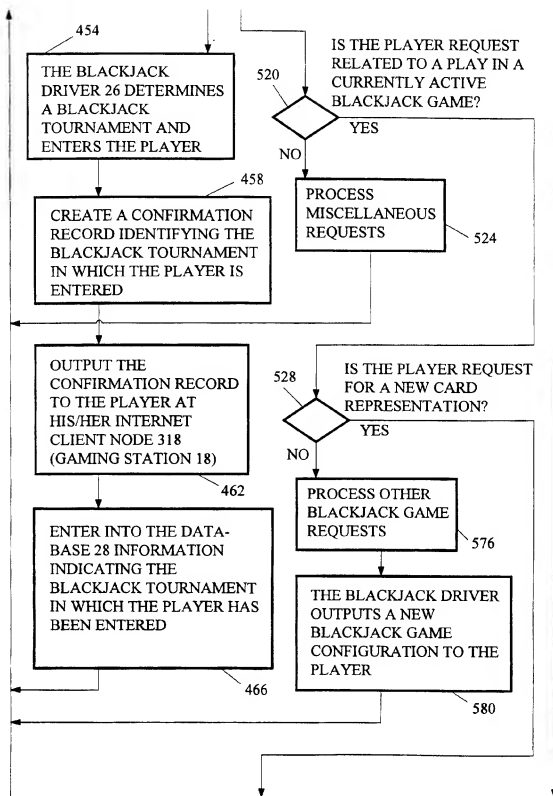 454
THE BLACKJACK
DRIVER 26 DETERMINES
A BLACKJACK
TOURNAMENT AND
ENTERS THE PLAYER
458
CREATE A CONFIRMATION
RECORD IDENTIFYING THE
BLACKJACK TOURNAMENT
IN WHICH THE PLAYER IS
ENTERED
OUTPUT THE
CONFIRMATION RECORD
TO THE PLAYER AT
HIS/HER INTERNET
CLIENT NODE 318
(GAMING STATION 18)
462
ENTER INTO THE DATA-
BASE 28 INFORMATION
INDICATING THE
BLACKJACK TOURNAMENT
IN WHICH THE PLAYER HAS
BEEN ENTERED
466
IS THE PLAYER REQUEST
RELATED TO A PLAY IN A
CURRENTLY ACTIVE
BLACKJACK GAME?
520
YES
NO
PROCESS
MISCELLANEOUS
REQUESTS
524
IS THE PLAYER REQUEST
FOR A NEW CARD
REPRESENTATION?
528
YES
NO
PROCESS OTHER
BLACKJACK GAME
REQUESTS
576
THE BLACKJACK DRIVER
OUTPUTS A NEW
BLACKJACK GAME
CONFIGURATION TO THE
PLAYER
580